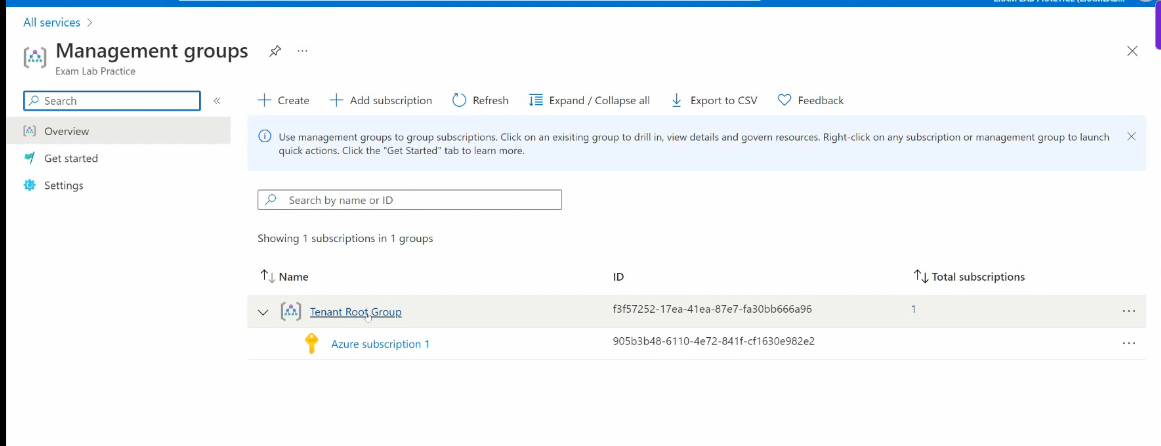 All services >
Management groups
Exam Lab Practice
Search
Overview
Get started
Settings
+ Create
+ Add subscription
Refresh
Expand / Collapse all
Export to CSV
Feedback
Use management groups to group subscriptions. Click on an exisiting group to drill in, view details and govern resources. Right-click on any subscription or management group to launch
quick actions. Click the "Get Started" tab to learn more.
Search by name or ID
Showing 1 subscriptions in 1 groups
Name ID Total subscriptions
Tenant Root Group f3f57252-17ea-41ea-87e7-fa30bb666a96 1
Azure subscription 1 905b3b48-6110-4e72-841f-cf1630e982e2